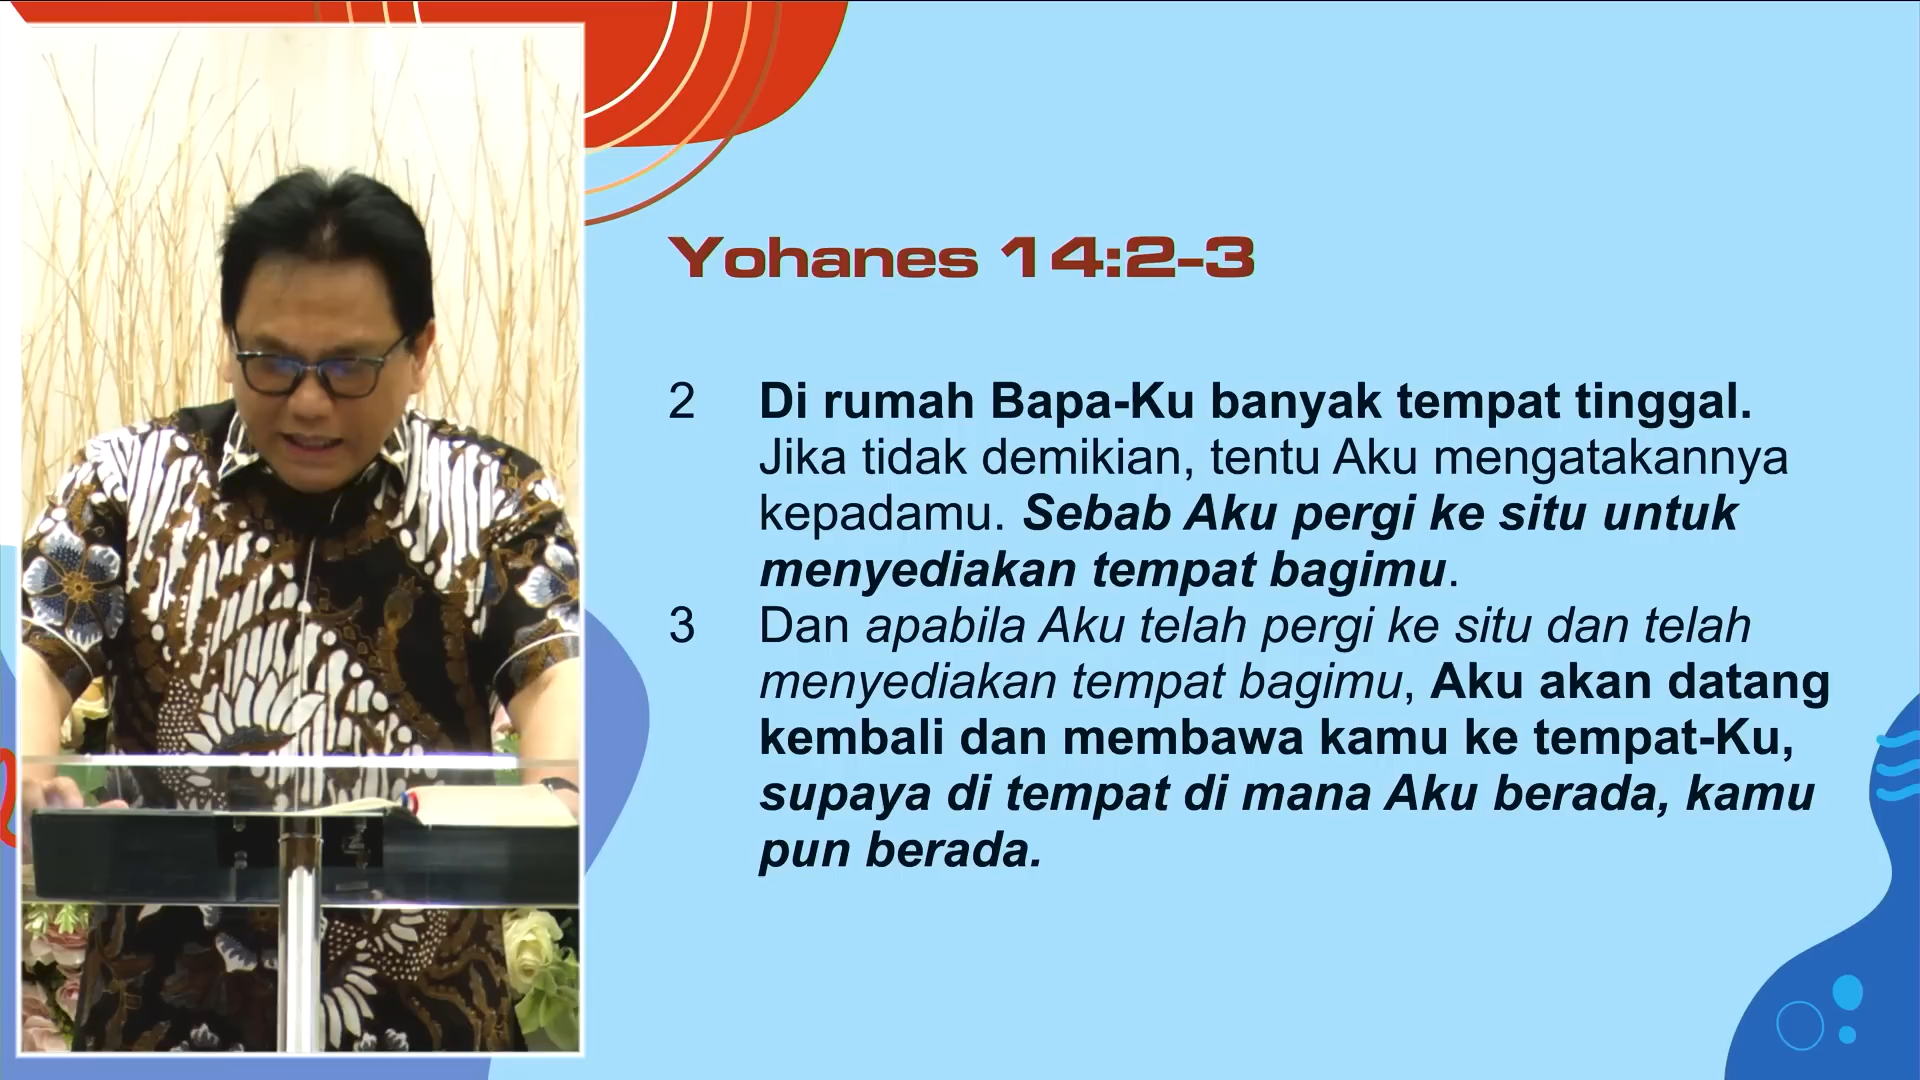 Yohanes 14:2-3
2 Di rumah Bapa-Ku banyak tempat tinggal.
Jika tidak demikian, tentu Aku mengatakannya
kepadamu. Sebab Aku pergi ke situ untuk
menyediakan tempat bagimu.
3 Dan apabila Aku telah pergi ke situ dan telah
menyediakan tempat bagimu, Aku akan datang
kembali dan membawa kamu ke tempat-Ku,
supaya di tempat di mana Aku berada, kamu
pun berada.